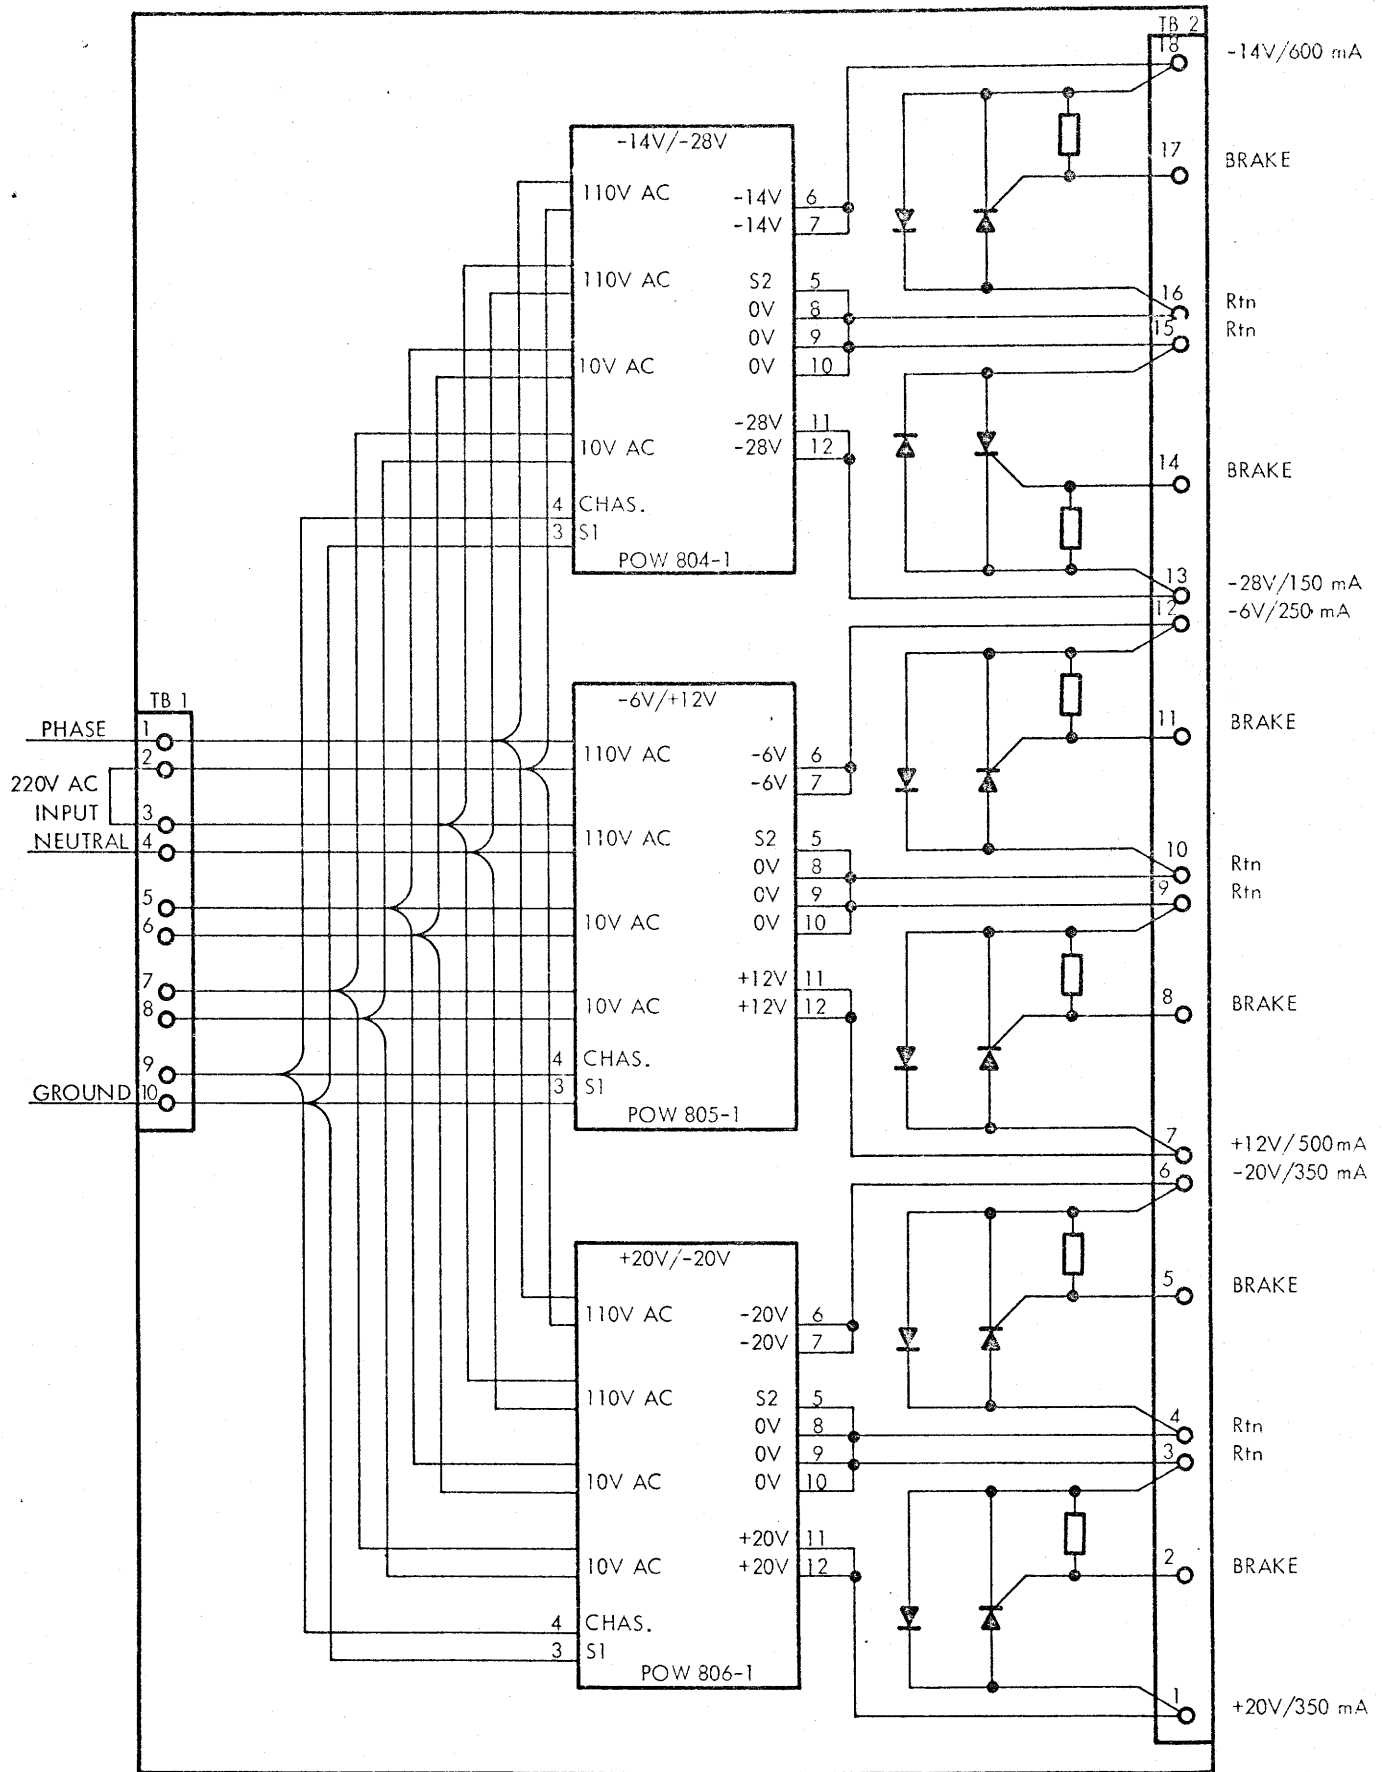 TB 2
18
-14V/600 mA
17
BRAKE
16
Rtn
15
Rtn
14
BRAKE
13
-28V/150 mA
12
-6V/250 mA
11
BRAKE
10
Rtn
9
Rtn
8
BRAKE
7
+12V/500mA
6
-20V/350 mA
5
BRAKE
4
Rtn
3
Rtn
2
BRAKE
1
+20V/350 mA
-14V/-28V
110V AC
-14V 6
-14V 7
110V AC
S2 5
0V 8
0V 9
10V AC
0V 10
-28V 11
10V AC
-28V 12
4 CHAS.
3 S1
POW 804-1
TB 1
PHASE 1
2
220V AC
INPUT 3
NEUTRAL 4
5
6
7
8
9
GROUND 10
-6V/+12V
110V AC
-6V 6
-6V 7
110V AC
S2 5
0V 8
0V 9
10V AC
0V 10
+12V 11
10V AC
+12V 12
4 CHAS.
3 S1
POW 805-1
+20V/-20V
110V AC
-20V 6
-20V 7
110V AC
S2 5
0V 8
0V 9
10V AC
0V 10
+20V 11
10V AC
+20V 12
4 CHAS.
3 S1
POW 806-1